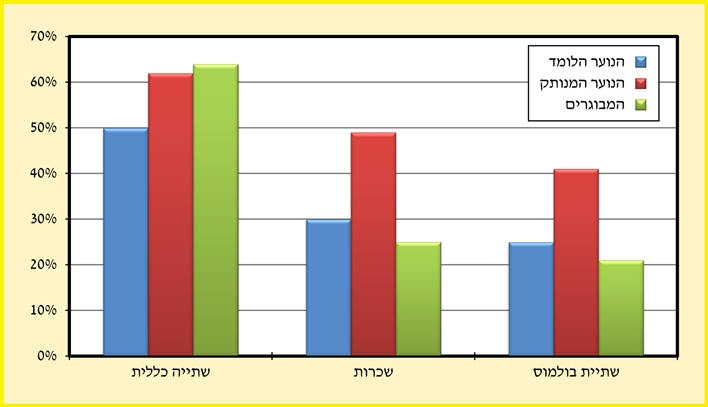 70%
60%
50%
40%
30%
20%
10%
0%
הנוער הלומד
הנוער המנותק
המבוגרים
שתייה כללית
שכרות
שתיית בולמוס